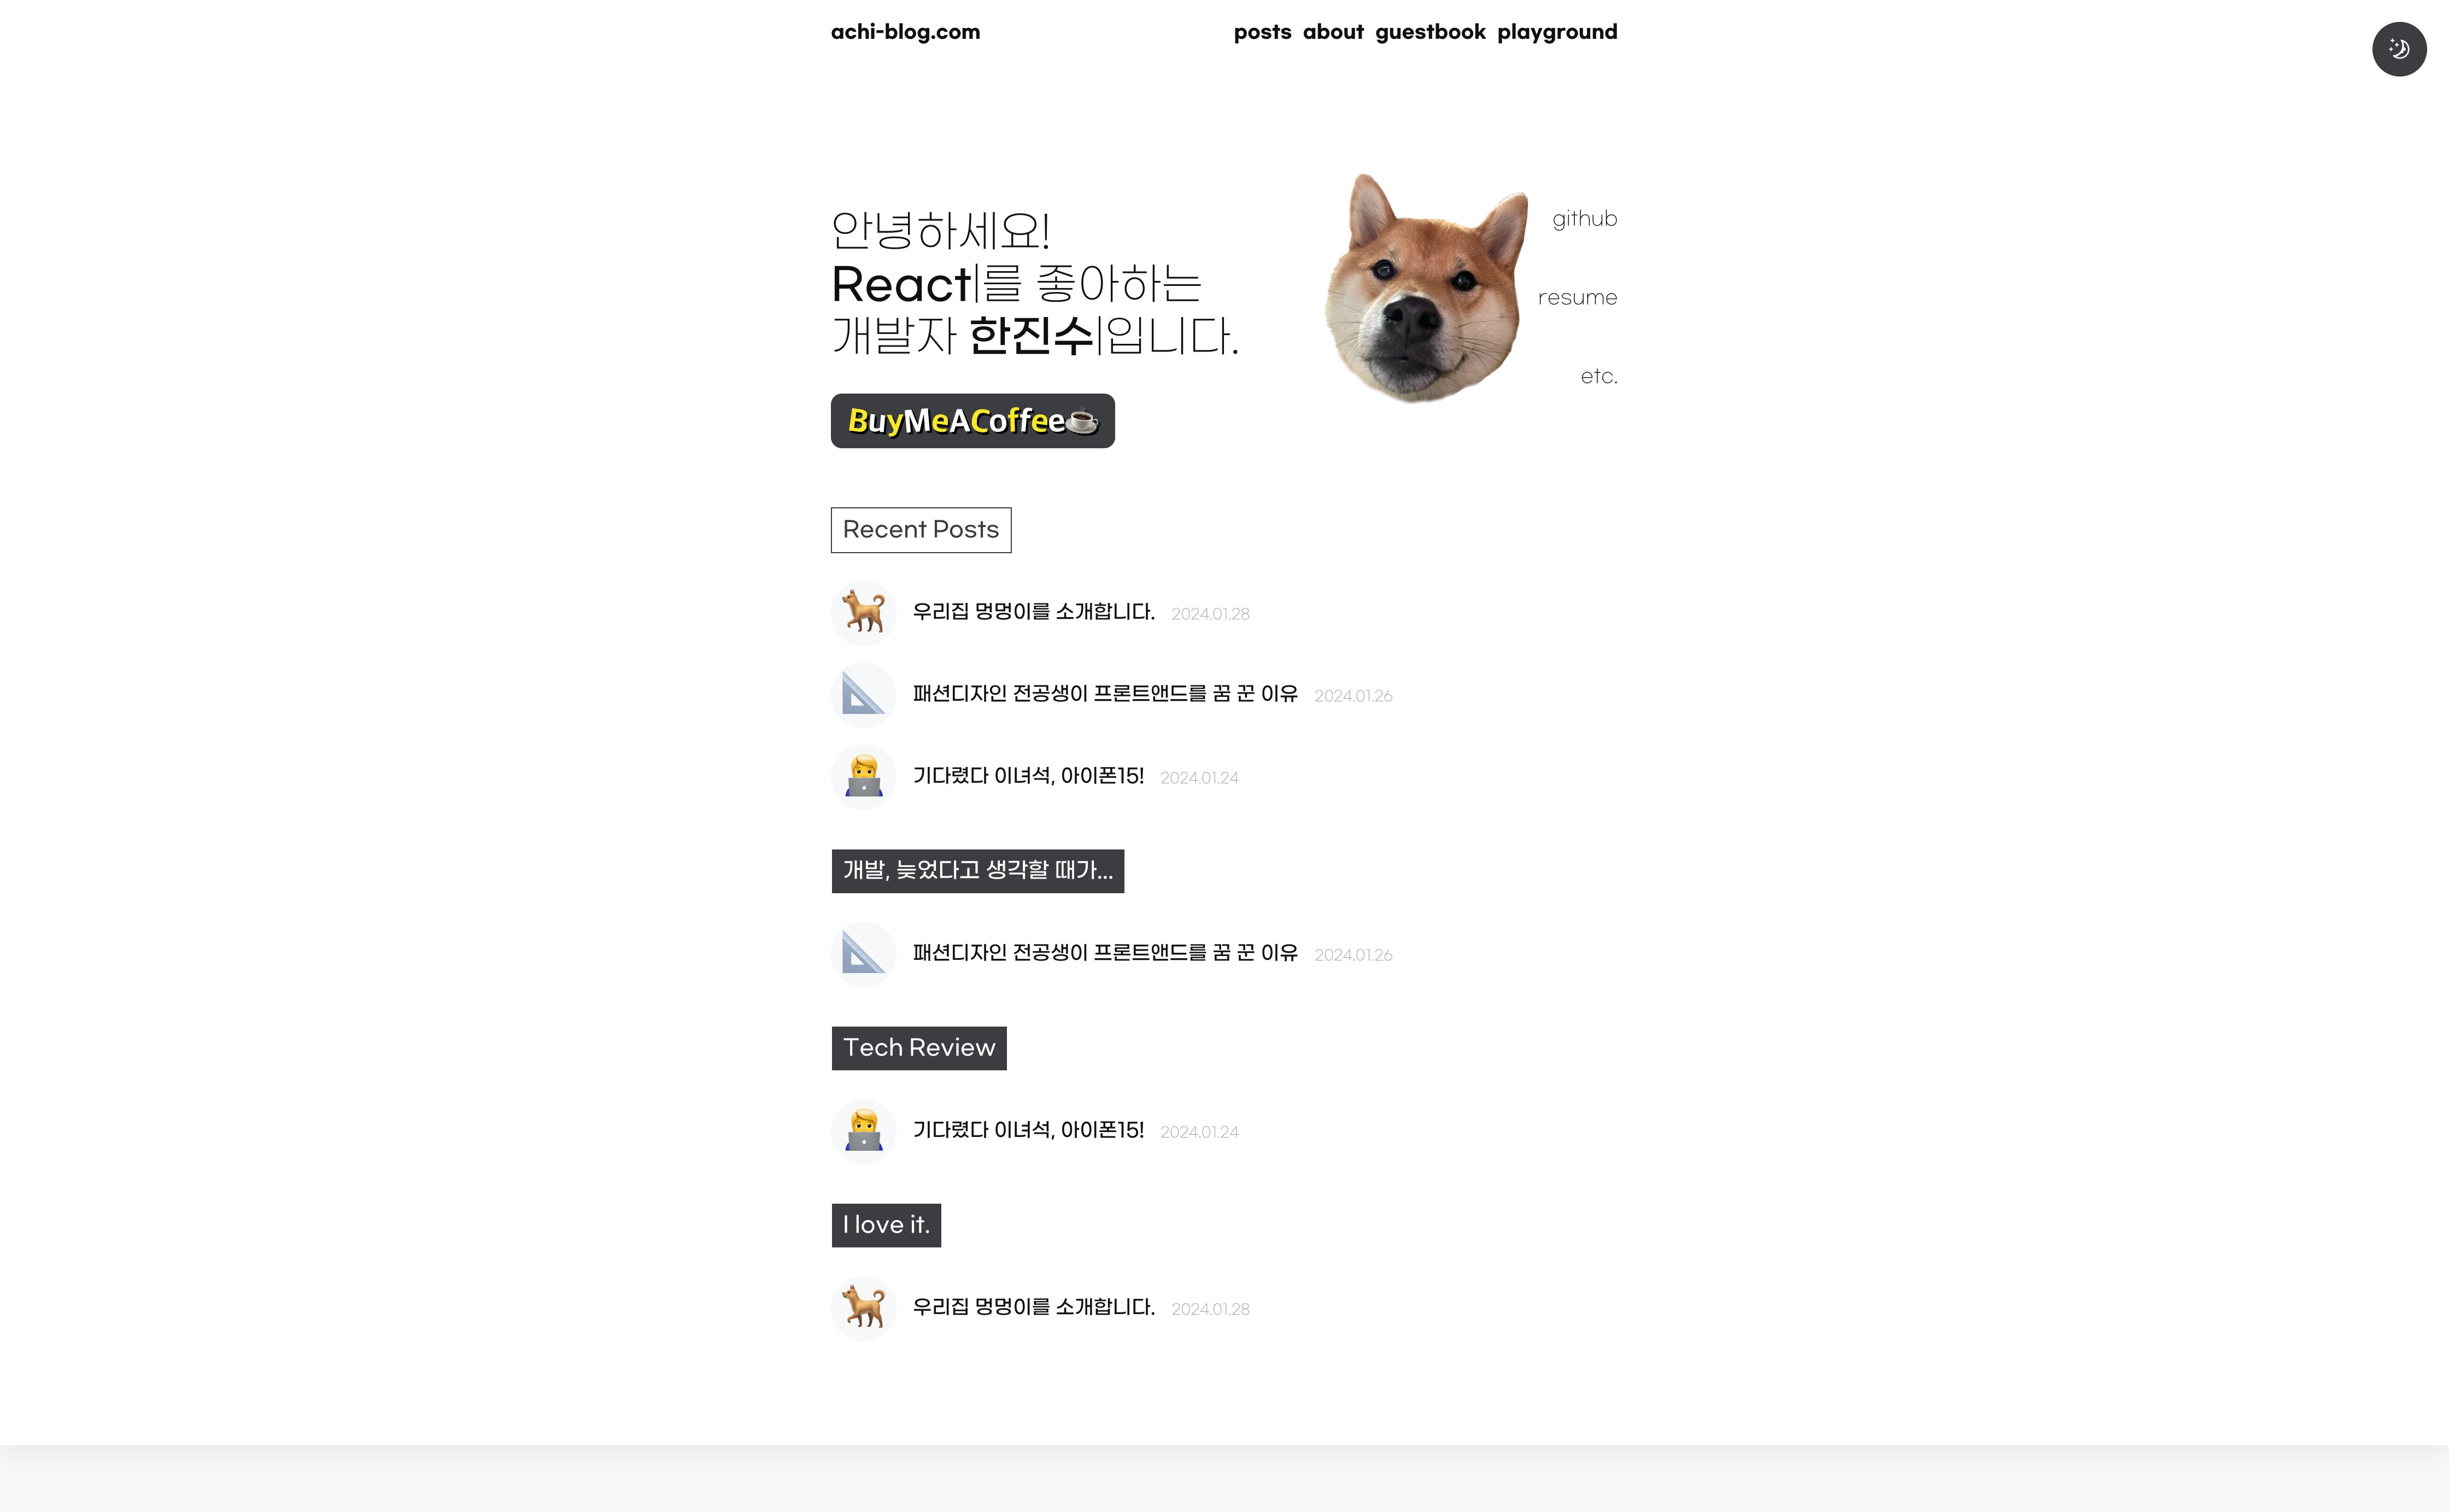 achi-blog.com
posts about guestbook playground
안녕하세요!
React|를 좋아하는
개발자 한진수|입니다.
github
resume
etc.
BuyMeACoffee
Recent Posts
우리집 멍멍이를 소개합니다. 2024.01.28
패션디자인 전공생이 프론트앤드를 꿈 꾼 이유 2024.01.26
기다렸다 이녀석, 아이폰15! 2024.01.24
개발, 늦었다고 생각할 때가...
패션디자인 전공생이 프론트앤드를 꿈 꾼 이유 2024.01.26
Tech Review
기다렸다 이녀석, 아이폰15! 2024.01.24
I love it.
우리집 멍멍이를 소개합니다. 2024.01.28